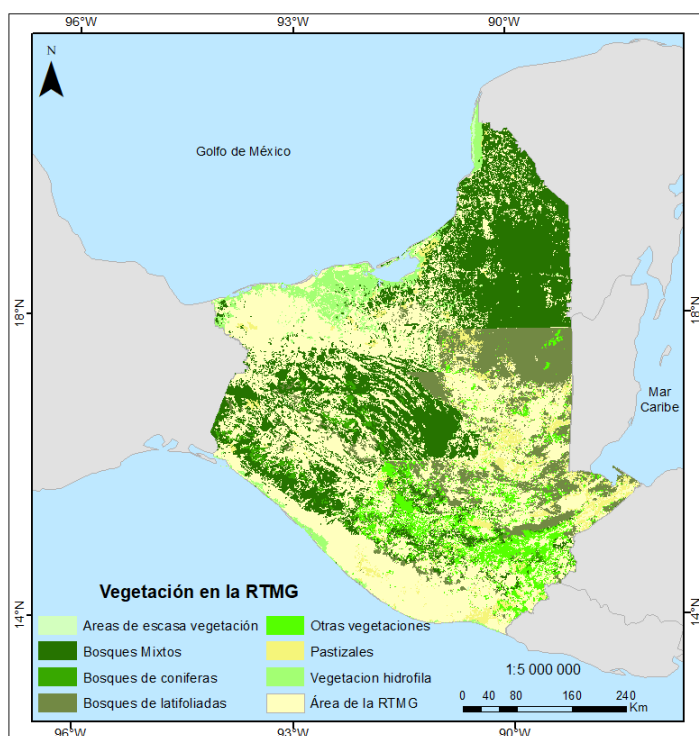 96°W 93°W 90°W
N
Golfo de México
18°N 18°N
Mar
Caribe
14°N 14°N
Vegetación en la RTMG
Areas de escasa vegetación
Bosques Mixtos
Bosques de coniferas
Bosques de latifoliadas
Otras vegetaciones
Pastizales
Vegetacion hidrofila
Área de la RTMG
1:5 000 000
0 40 80 160 240
Km
96°W 93°W 90°W